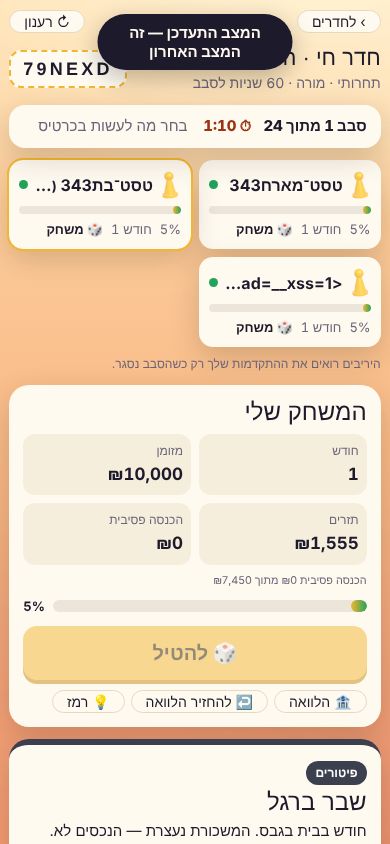 ‹ לחדרים
↻ רענון
המצב התעדכן — זה
המצב האחרון
חדר חי ·
79NEXD
תחרותי · מורה · 60 שניות לסבב
סבב 1 מתוך 24 ⏱ 1:10 בחר מה לעשות בכרטיס
טסט־מארח343
5% חודש 1 🎲 משחק
טסט־בת343 (...
5% חודש 1 🎲 משחק
...ad=__xss=1>
5% חודש 1 🎲 משחק
היריבים רואים את ההתקדמות שלך רק כשהסבב נסגר.
המשחק שלי
חודש
1
מזומן
₪10,000
תזרים
₪1,555
הכנסה פסיבית
₪0
הכנסה פסיבית ₪0 מתוך ₪7,450
5%
🎲 להטיל
🏦 הלוואה
↩️ להחזיר הלוואה
💡 רמז
פיטורים
שבר ברגל
חודש בבית בגבס. המשכורת נעצרת — הנכסים לא.